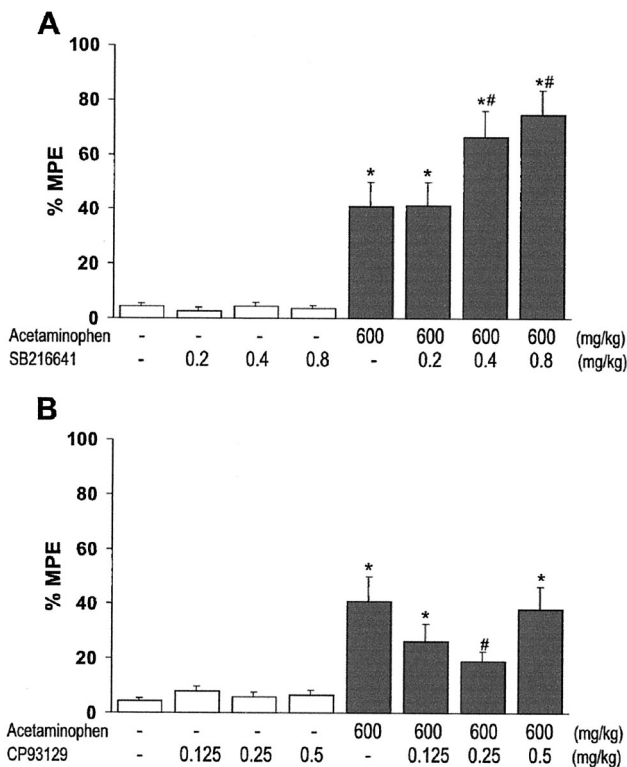 A
100
80
60
40
20
0
% MPE
* * *# *#
Acetaminophen - - - - 600 600 600 600 (mg/kg)
SB216641 - 0.2 0.4 0.8 - 0.2 0.4 0.8 (mg/kg)
B
100
80
60
40
20
0
% MPE
* * # *
Acetaminophen - - - - 600 600 600 600 (mg/kg)
CP93129 - 0.125 0.25 0.5 - 0.125 0.25 0.5 (mg/kg)